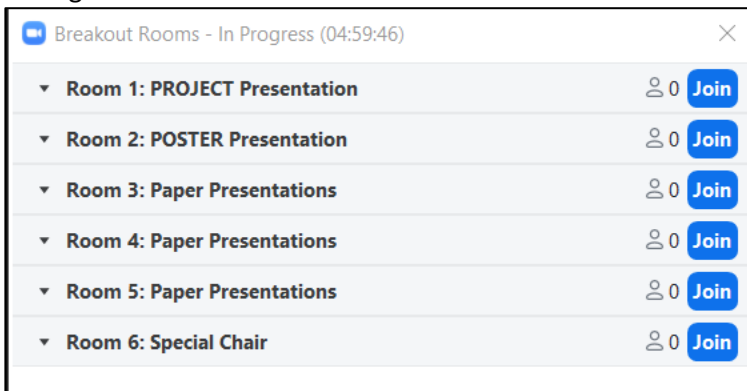 Breakout Rooms - In Progress (04:59:46)
Room 1: PROJECT Presentation 0 Join
Room 2: POSTER Presentation 0 Join
Room 3: Paper Presentations 0 Join
Room 4: Paper Presentations 0 Join
Room 5: Paper Presentations 0 Join
Room 6: Special Chair 0 Join